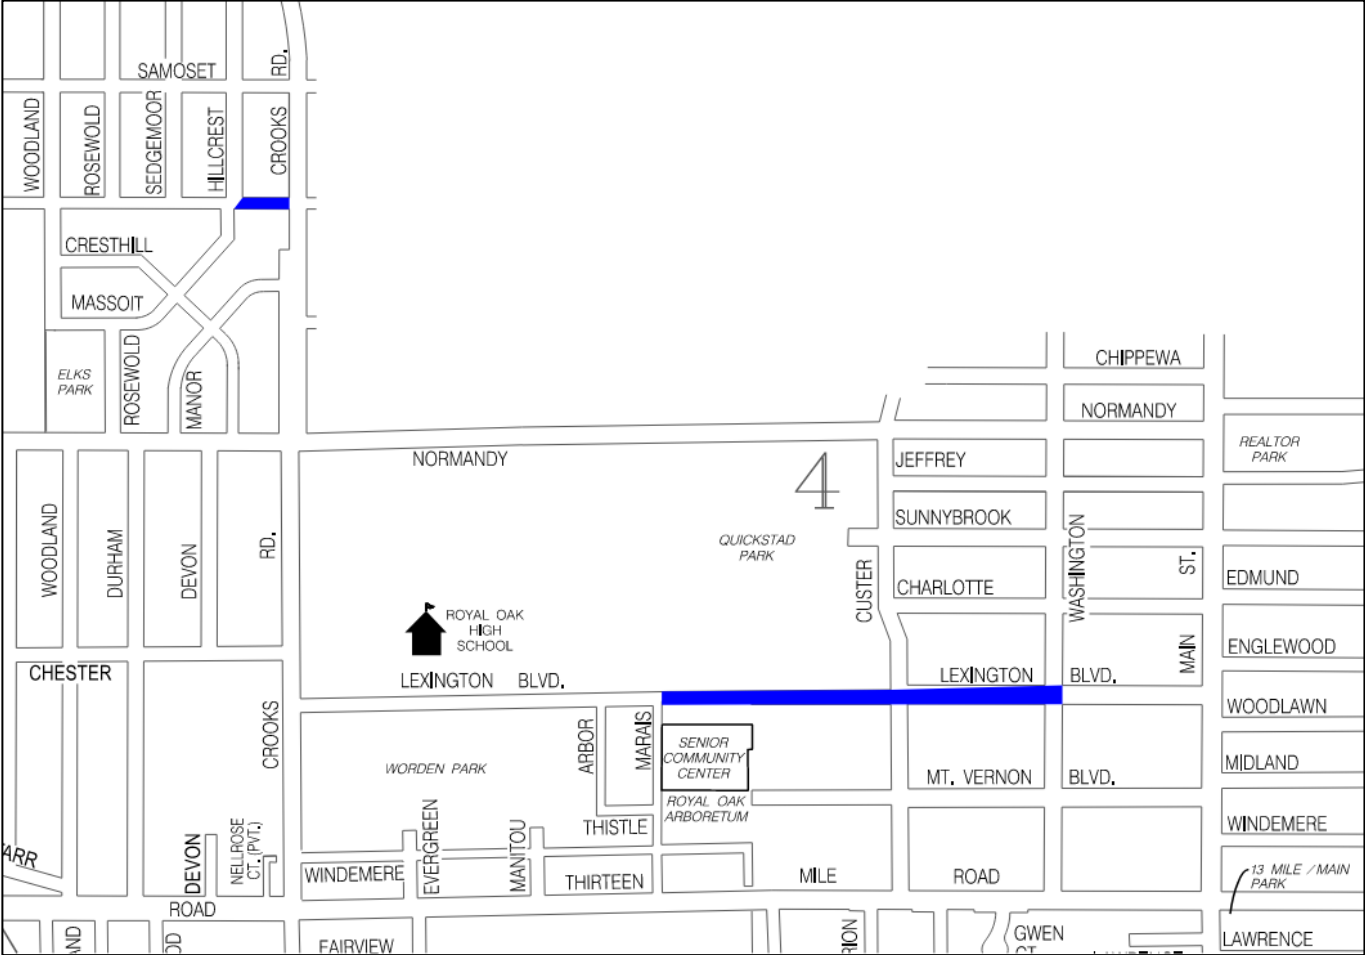 SAMOSET
RD.
WOODLAND
ROSEWOLD
SEDGEMOOR
HILLCREST
CROOKS
CRESTHILL
MASSOIT
ELKS
PARK
ROSEWOLD
MANOR
CHIPPEWA
NORMANDY
REALTOR
PARK
NORMANDY
4
JEFFREY
SUNNYBROOK
QUICKSTAD
PARK
WOODLAND
DURHAM
DEVON
RD.
CUSTER
CHARLOTTE
WASHINGTON
ST.
EDMUND
ROYAL OAK
HIGH
SCHOOL
MAIN
ENGLEWOOD
CHESTER
LEXINGTON BLVD.
LEXINGTON BLVD.
WOODLAWN
CROOKS
WORDEN PARK
ARBOR
MARAIS
SENIOR
COMMUNITY
CENTER
MT. VERNON BLVD.
MIDLAND
ROYAL OAK
ARBORETUM
EVERGREEN
MANITOU
THISTLE
WINDEMERE
ARR
DEVON
NELLROSE
CT. (PVT.)
WINDEMERE
THIRTEEN MILE ROAD
13 MILE / MAIN
PARK
ROAD
FAIRVIEW
GWEN
CT.
LAWRENCE